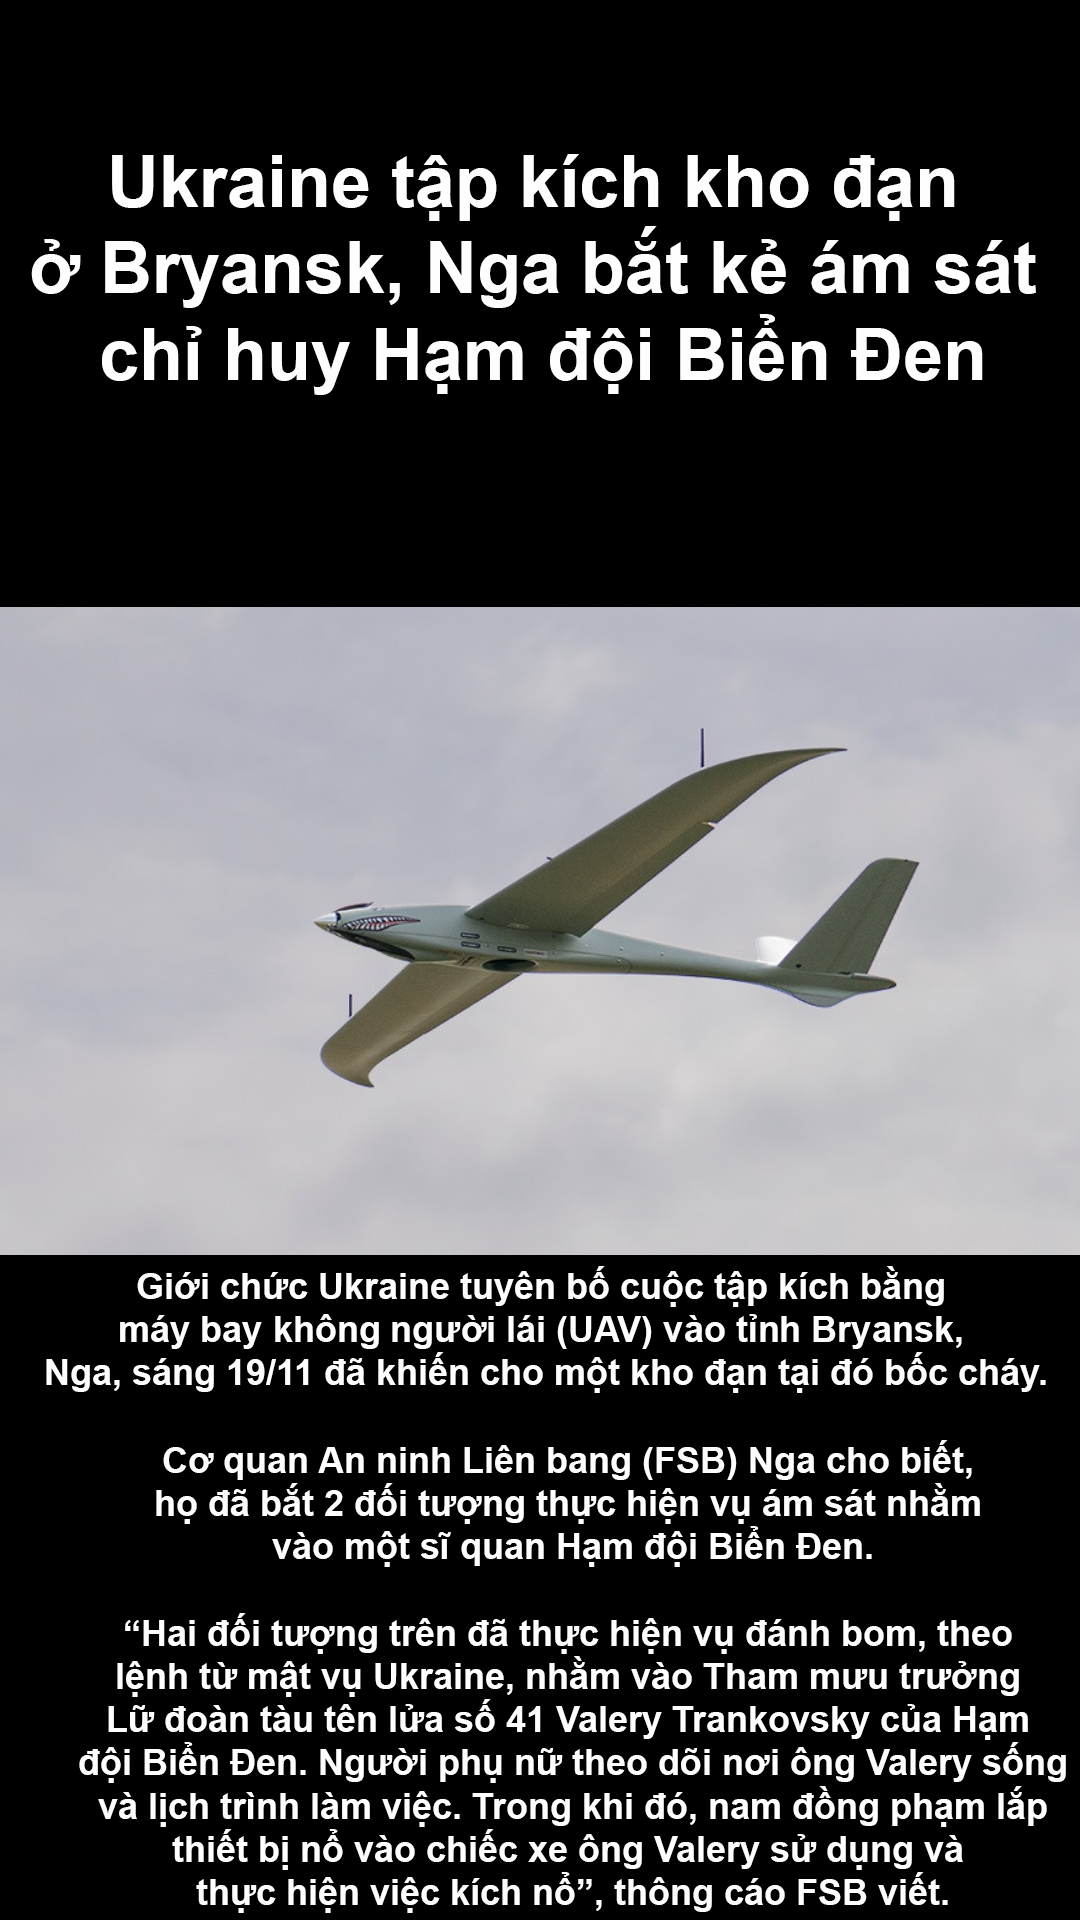 Ukraine tập kích kho đạn
ở Bryansk, Nga bắt kẻ ám sát
chỉ huy Hạm đội Biển Đen
Giới chức Ukraine tuyên bố cuộc tập kích bằng
máy bay không người lái (UAV) vào tỉnh Bryansk,
Nga, sáng 19/11 đã khiến cho một kho đạn tại đó bốc cháy.
Cơ quan An ninh Liên bang (FSB) Nga cho biết,
họ đã bắt 2 đối tượng thực hiện vụ ám sát nhằm
vào một sĩ quan Hạm đội Biển Đen.
“Hai đối tượng trên đã thực hiện vụ đánh bom, theo
lệnh từ mật vụ Ukraine, nhằm vào Tham mưu trưởng
Lữ đoàn tàu tên lửa số 41 Valery Trankovsky của Hạm
đội Biển Đen. Người phụ nữ theo dõi nơi ông Valery sống
và lịch trình làm việc. Trong khi đó, nam đồng phạm lắp
thiết bị nổ vào chiếc xe ông Valery sử dụng và
thực hiện việc kích nổ”, thông cáo FSB viết.